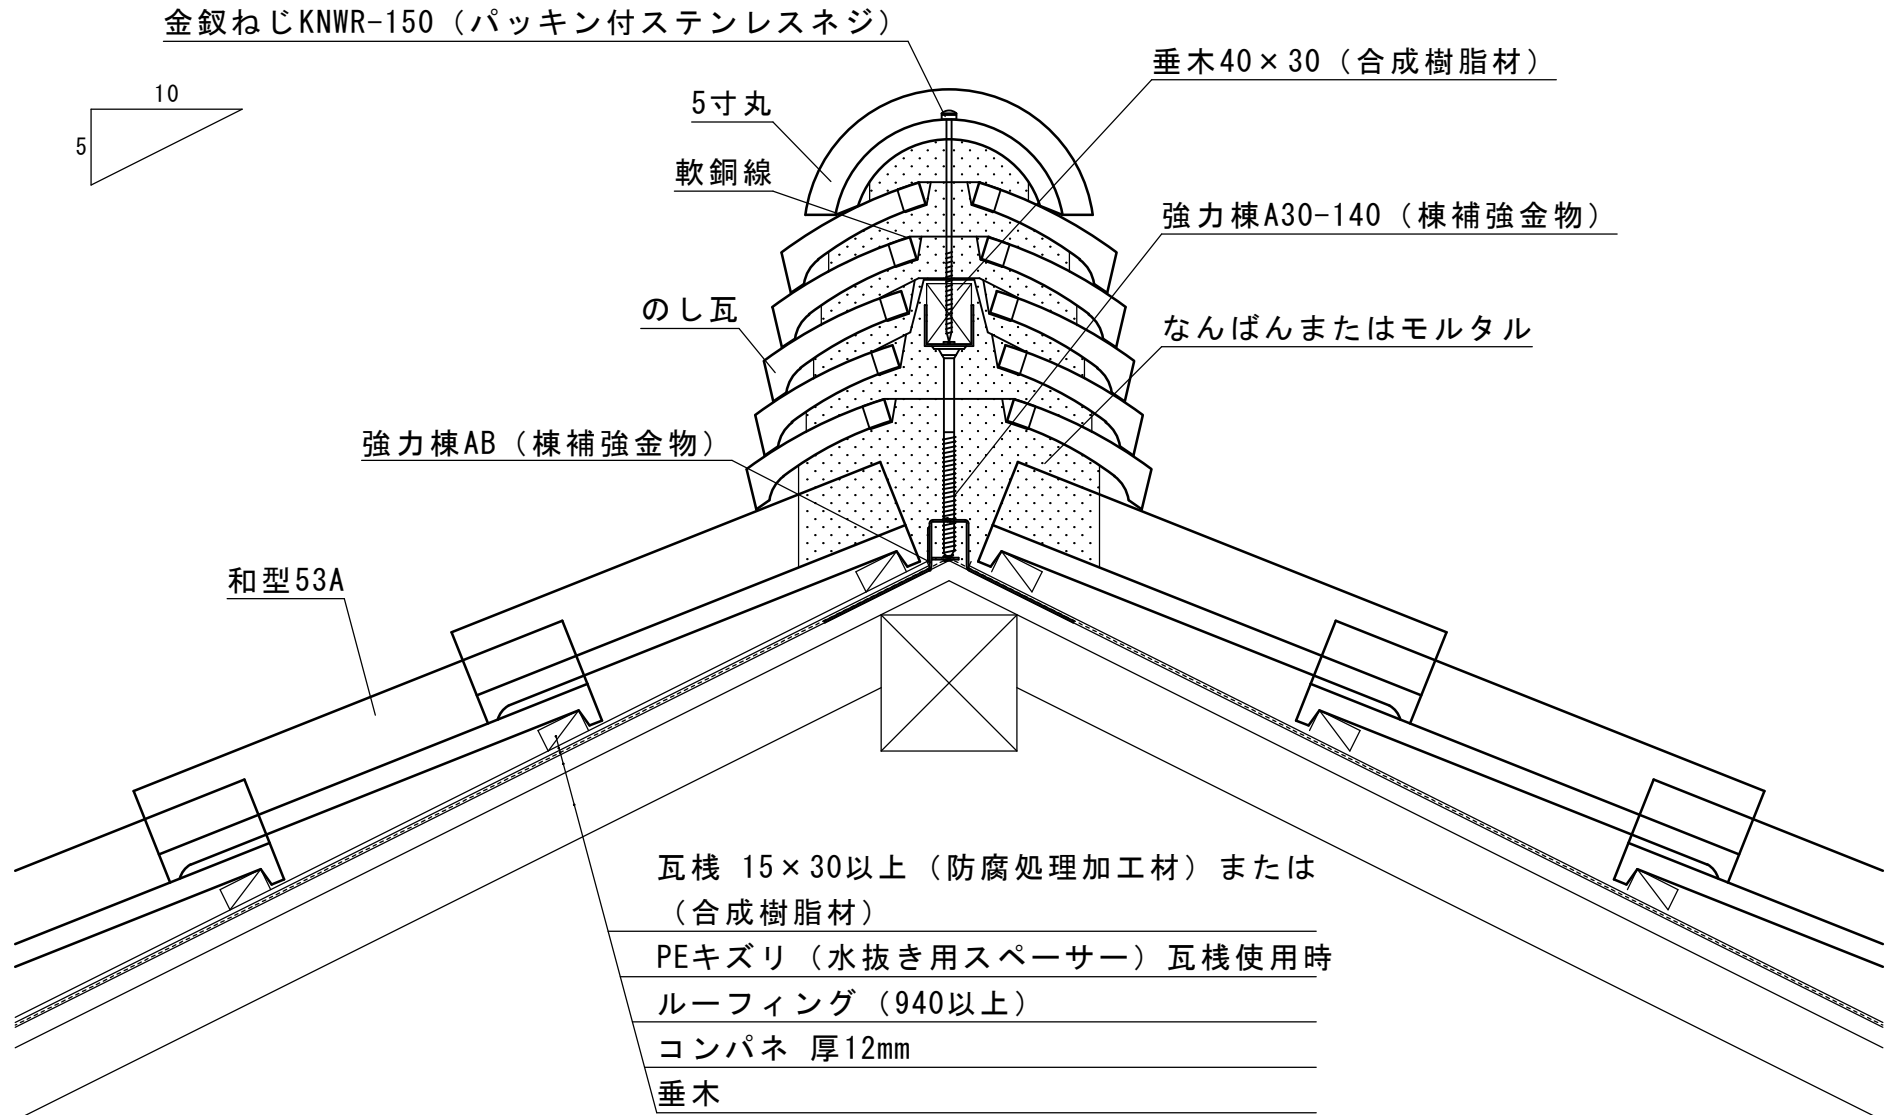 金釵ねじKNWR-150（パッキン付ステンレスネジ）
垂木40×30（合成樹脂材）
10
5
5寸丸
軟銅線
強力棟A30-140（棟補強金物）
のし瓦
なんばんまたはモルタル
強力棟AB（棟補強金物）
和型53A
瓦桟 15×30以上（防腐処理加工材）または
（合成樹脂材）
PEキズリ（水抜き用スペーサー）瓦桟使用時
ルーフィング（940以上）
コンパネ 厚12mm
垂木